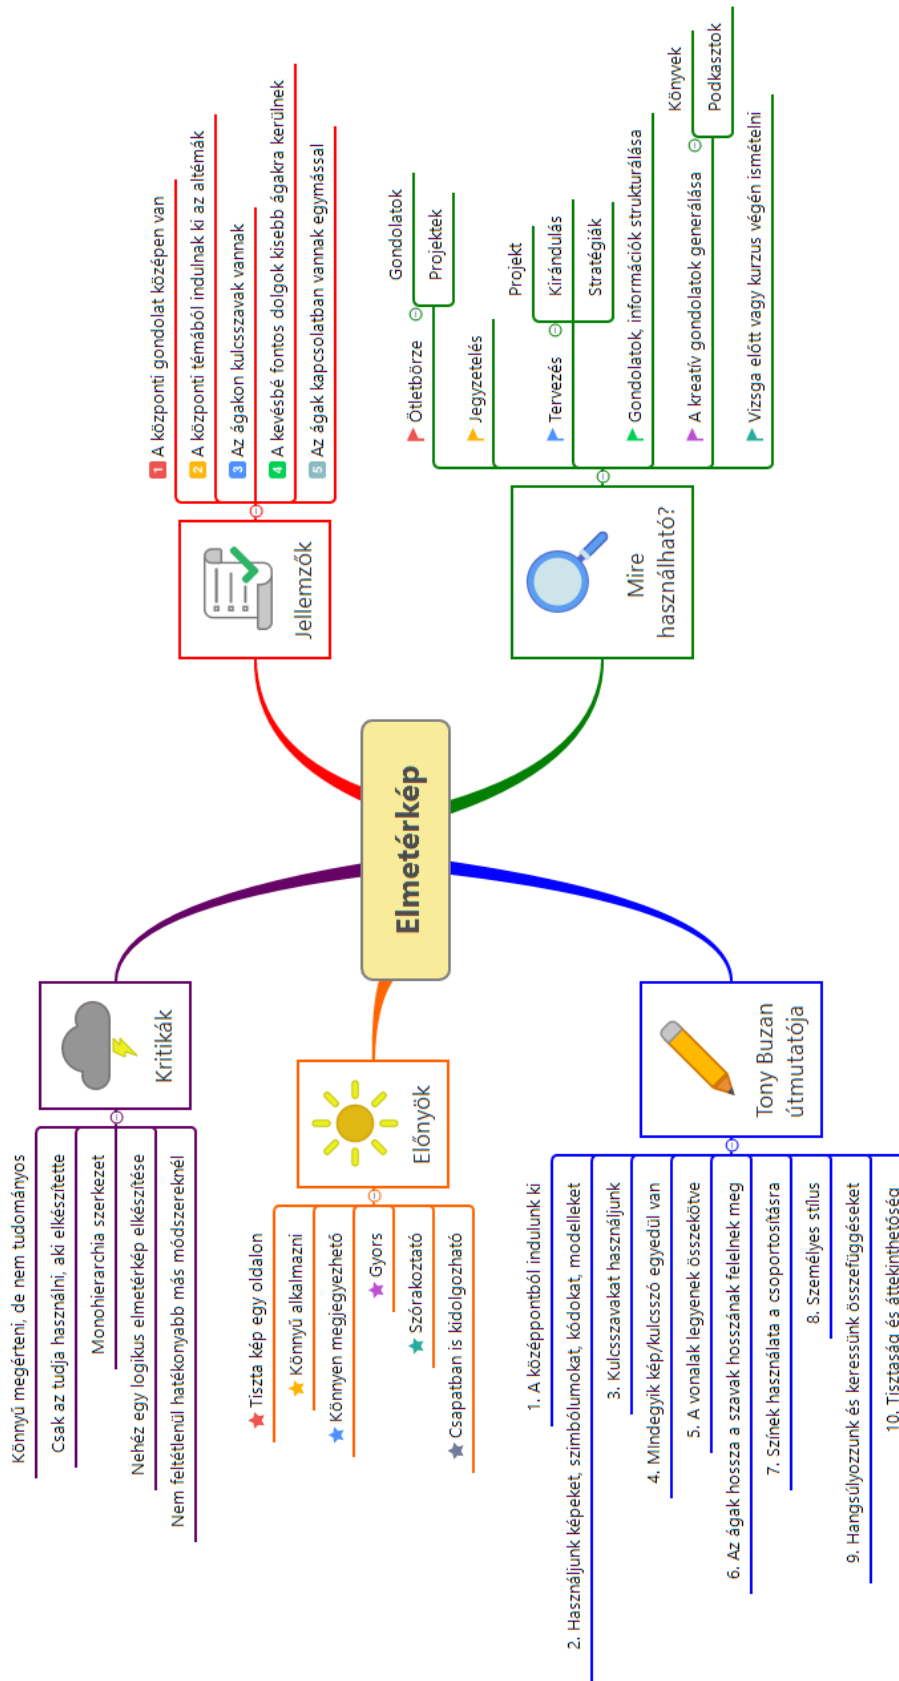 Elmetérkép
Jellemzők
1 A központi gondolat középen van
2 A központi témából indulnak ki az altémák
3 Az ágakon kulcsszavak vannak
4 A kevésbé fontos dolgok kisebb ágakra kerülnek
5 Az ágak kapcsolatban vannak egymással
Mire
használható?
Ötletbörze
Gondolatok
Projektek
Jegyzetelés
Tervezés
Projekt
Kirándulás
Stratégiák
Gondolatok, információk strukturálása
A kreatív gondolatok generálása
Könyvek
Podkasztok
Vizsga előtt vagy kurzus végén ismételni
Kritikák
Könnyű megérteni, de nem tudományos
Csak az tudja használni, aki elkészítette
Monohierarchia szerkezet
Nehéz egy logikus elmetérkép elkészítése
Nem feltétlenül hatékonyabb más módszereknél
Előnyök
Tiszta kép egy oldalon
Könnyű alkalmazni
Könnyen megjegyezhető
Gyors
Szórakoztató
Csapatban is kidolgozható
Tony Buzan
útmutatója
1. A középpontból indulunk ki
2. Használjunk képeket, szimbólumokat, kódokat, modelleket
3. Kulcsszavakat használjunk
4. Mindegyik kép/kulcsszó egyedül van
5. A vonalak legyenek összekötve
6. Az ágak hossza a szavak hosszának felelnek meg
7. Színek használata a csoportosításra
8. Személyes stílus
9. Hangsúlyozzunk és keressünk összefüggéseket
10. Tisztaság és áttekinthetőség